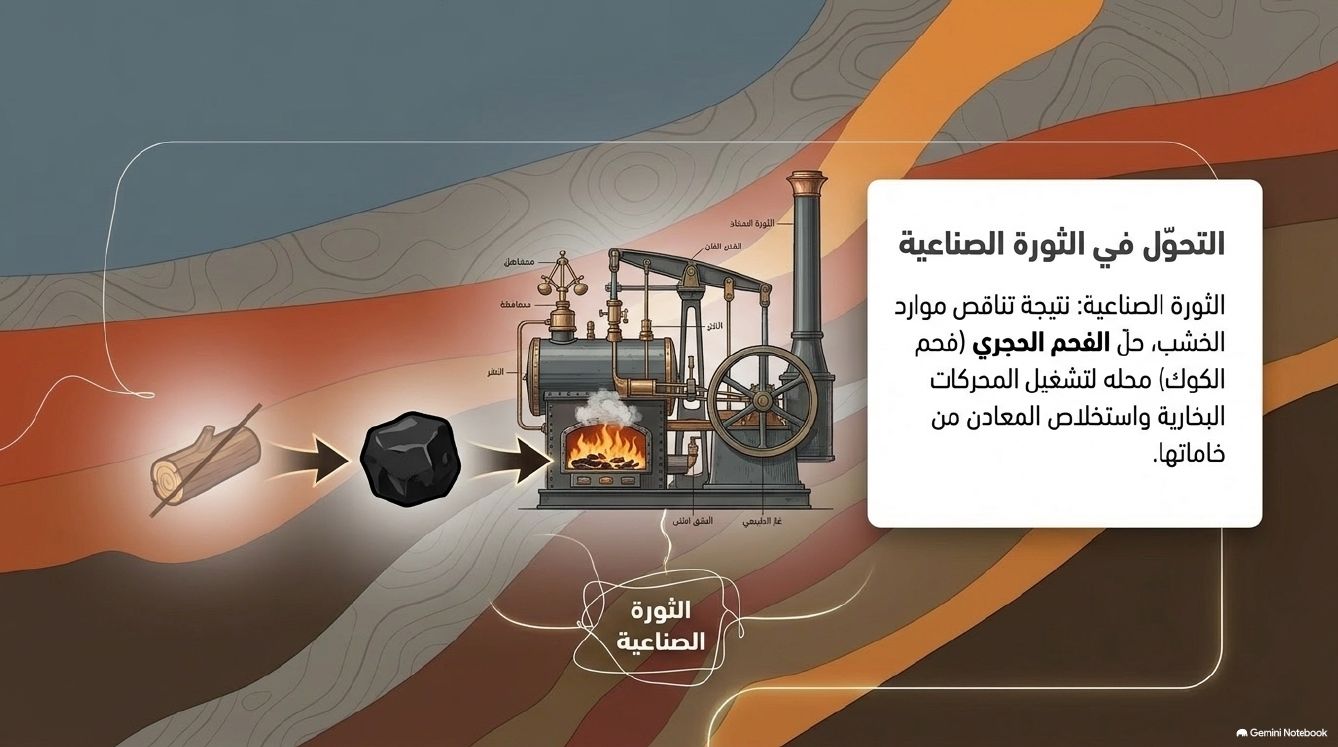 التحوّل في الثورة الصناعية
الثورة الصناعية: نتيجة تناقص موارد
الخشب، حلّ الفحم الحجري (فحم
الكوك) محله لتشغيل المحركات
البخارية واستخلاص المعادن من
خاماتها.
الثورة
الصناعية
Gemini Notebook